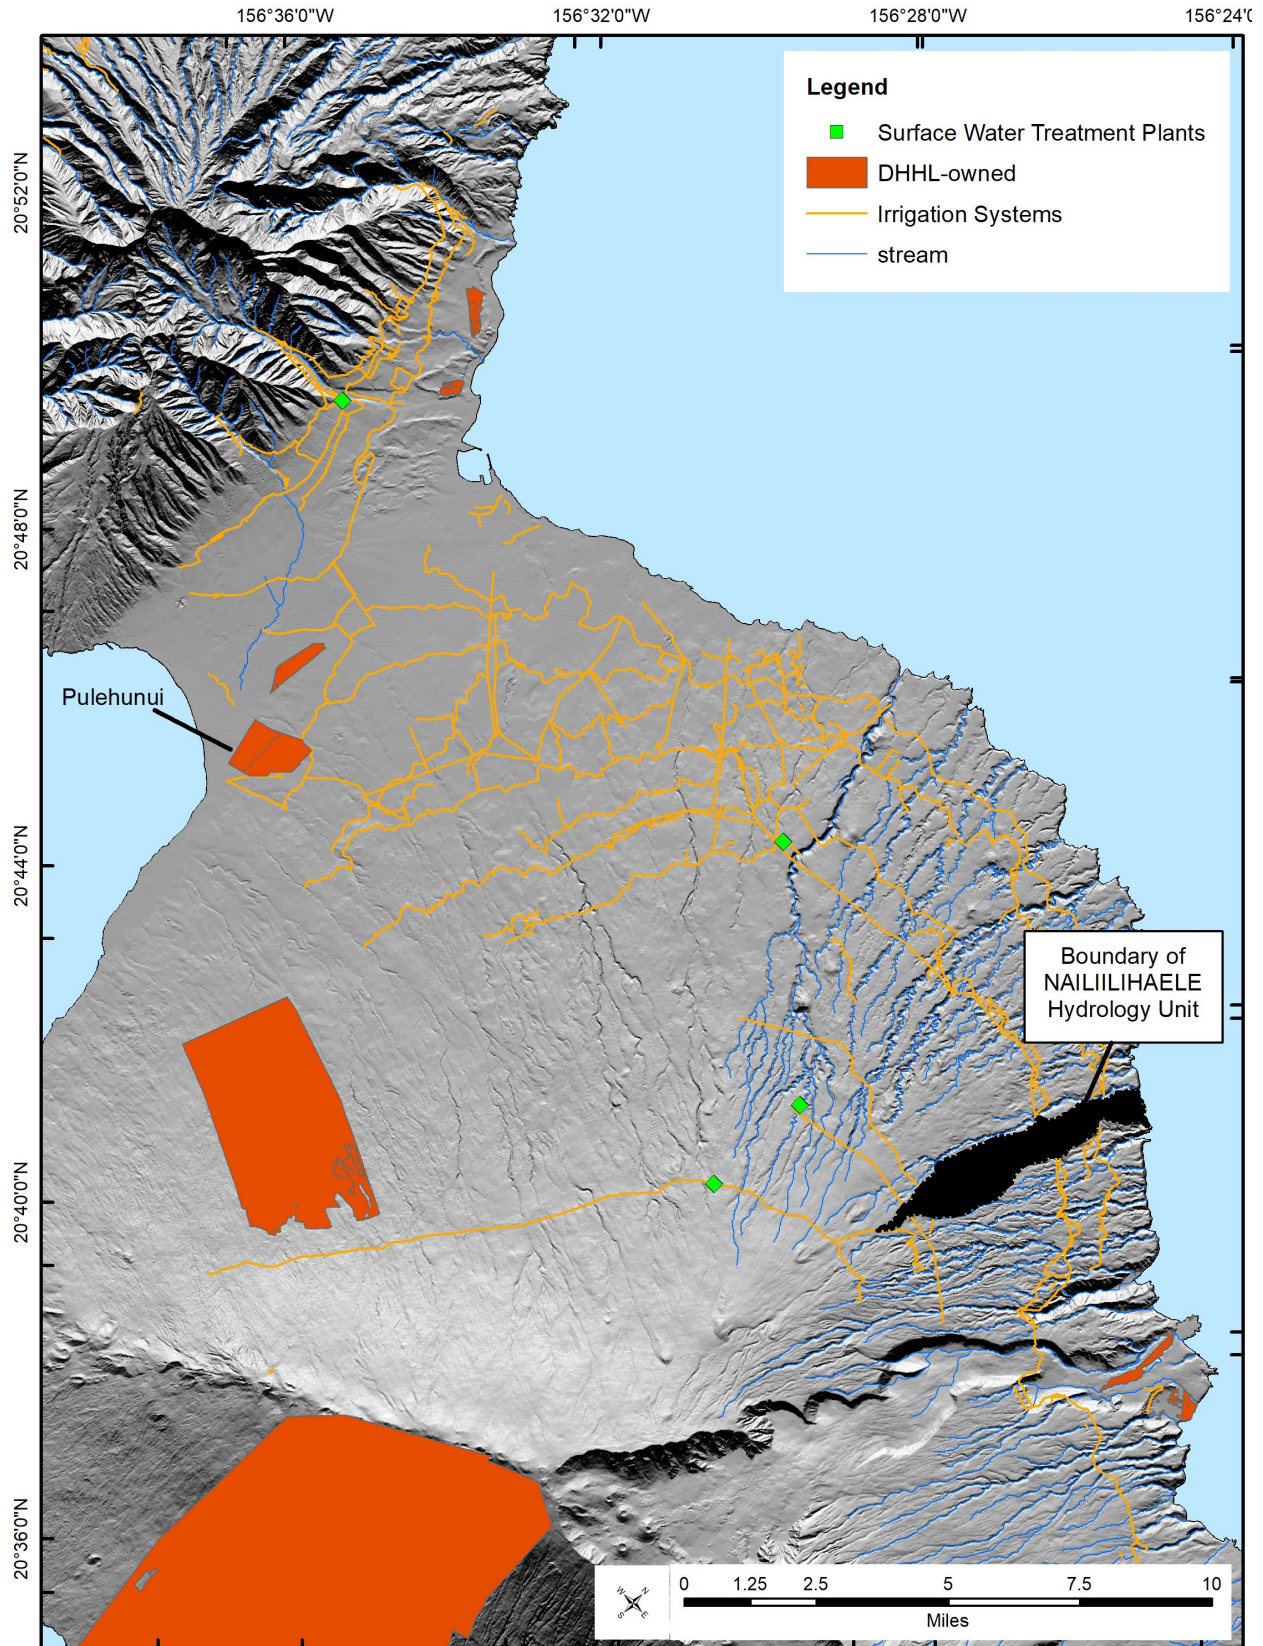 156°36'0"W
156°32'0"W
156°28'0"W
156°24'0
20°52'0"N
20°48'0"N
20°44'0"N
20°40'0"N
20°36'0"N
Legend
Surface Water Treatment Plants
DHHL-owned
Irrigation Systems
stream
Pulehunui
Boundary of
NAILIILIHAELE
Hydrology Unit
N
W
E
S
0 1.25 2.5 5 7.5 10
Miles